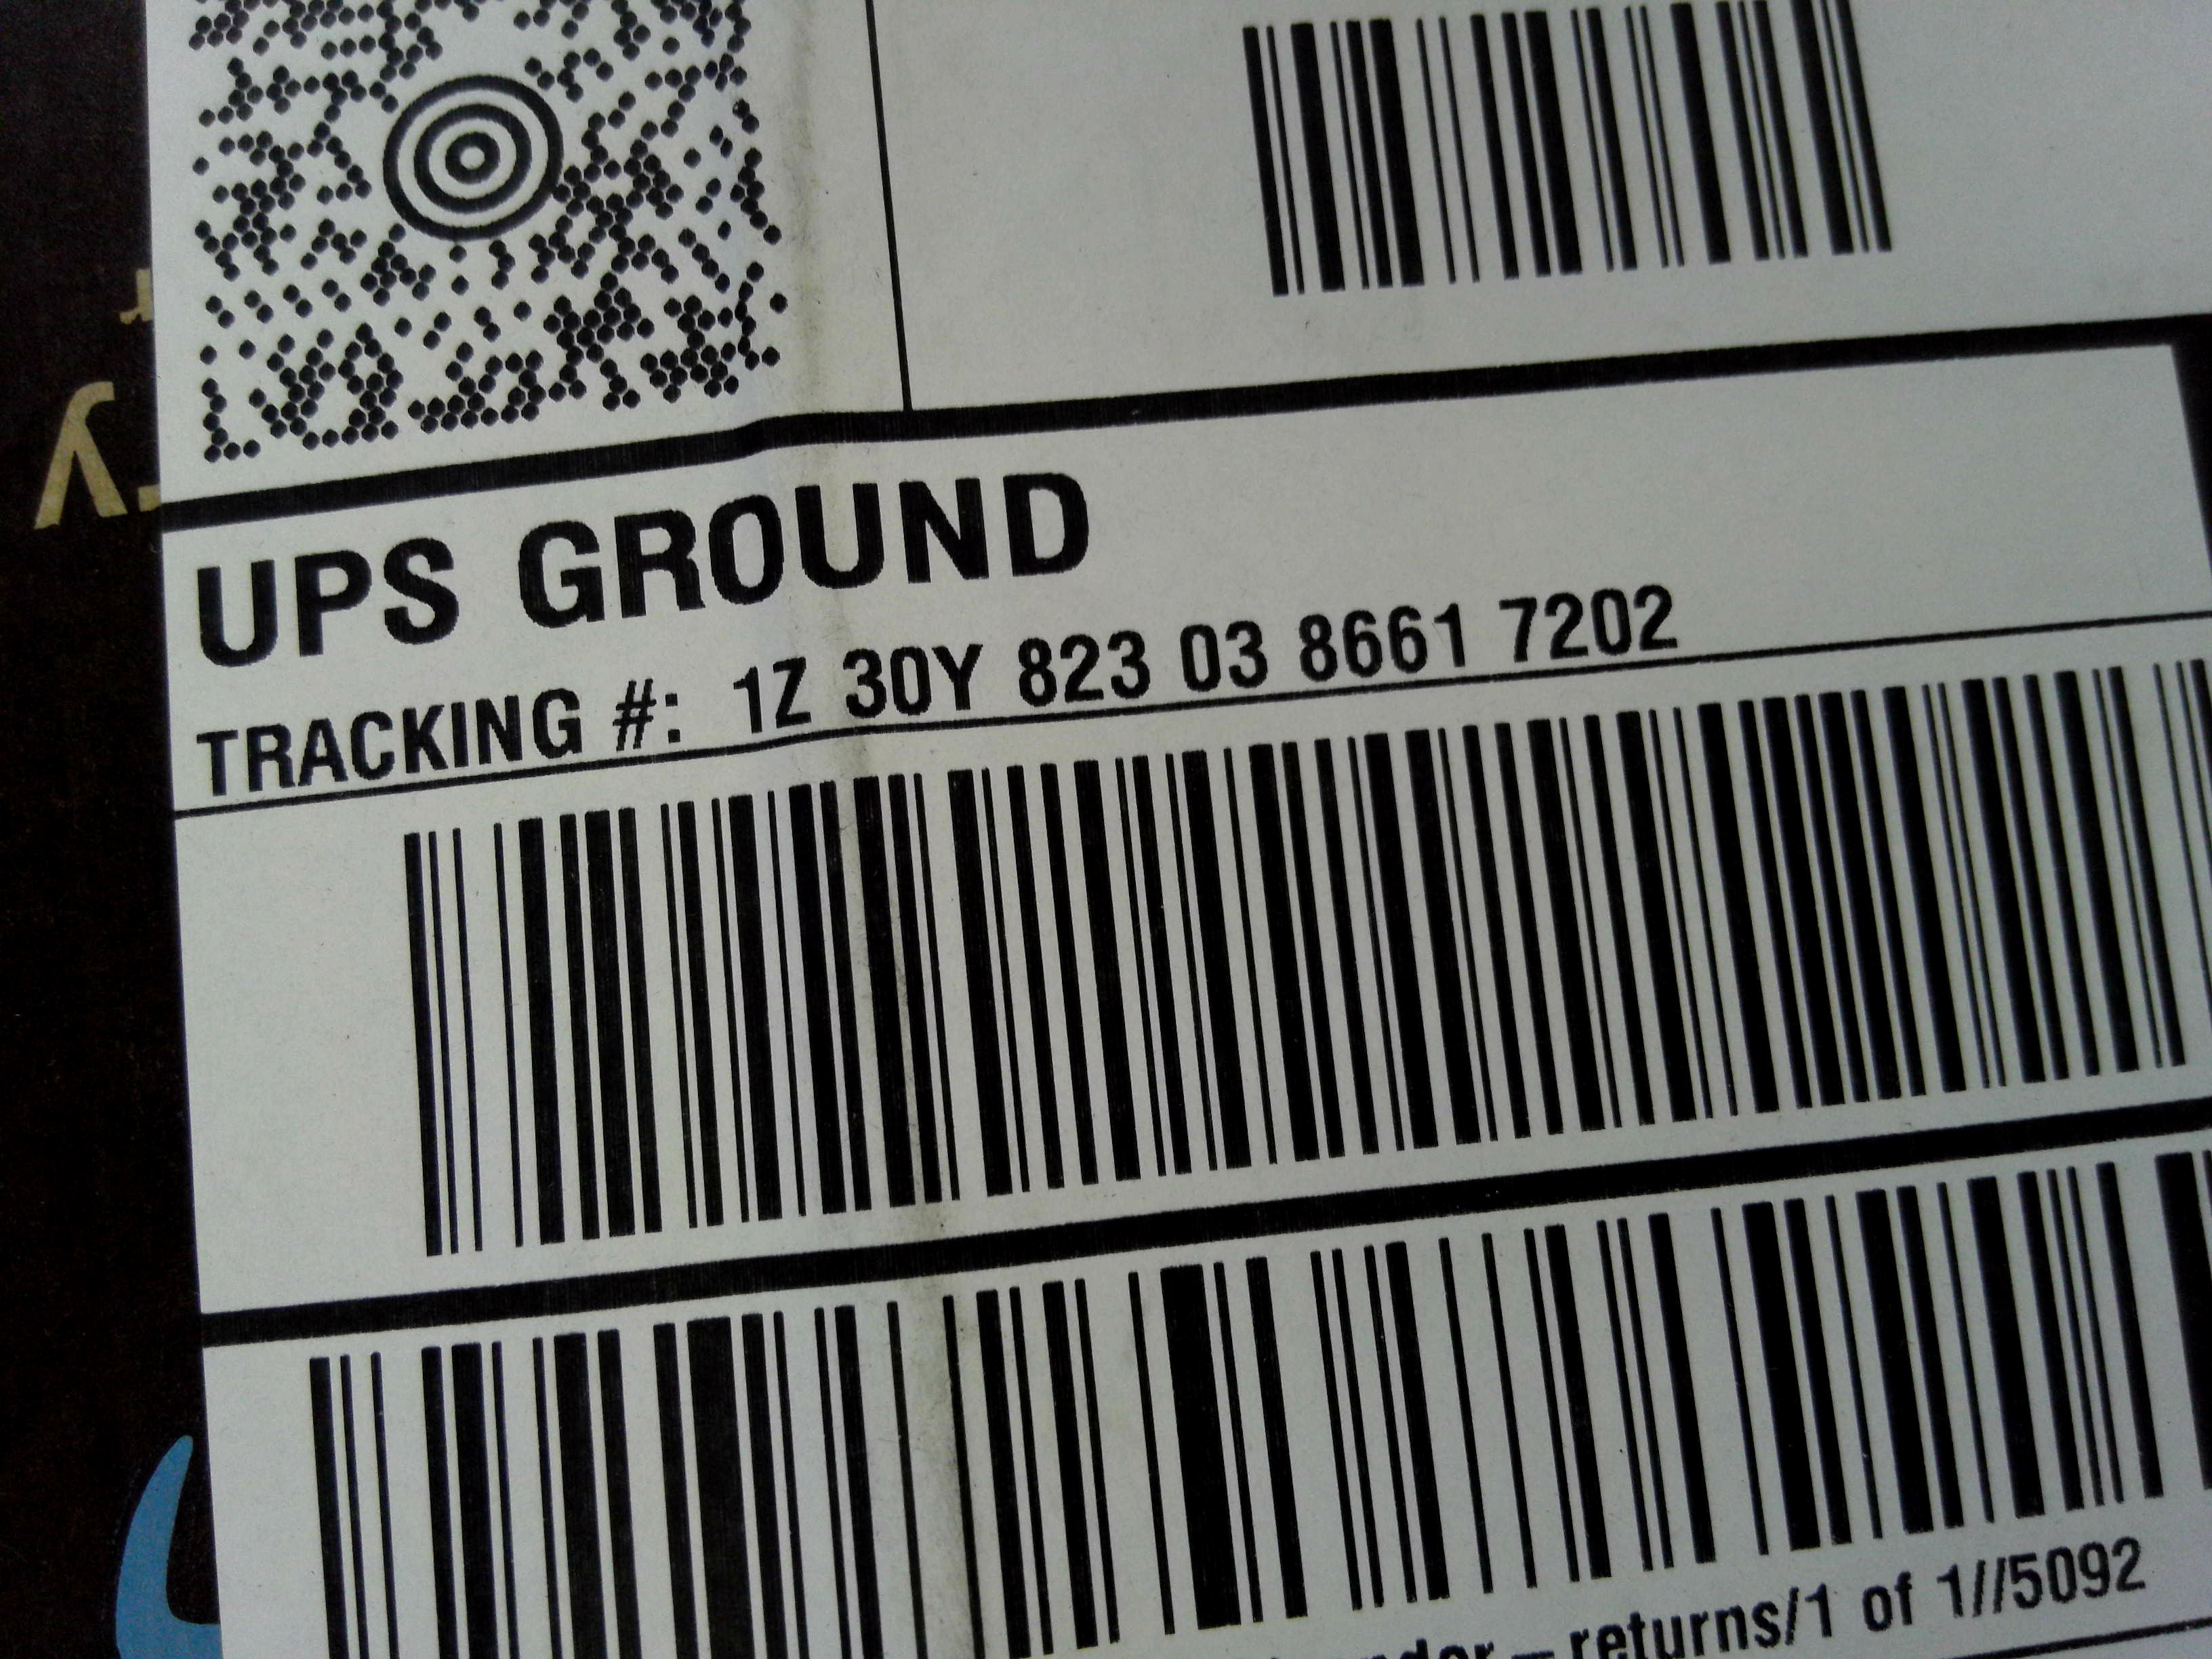 UPS GROUND
TRACKING #: 1Z 30Y 823 03 8661 7202
– returns/1 of 1//5092